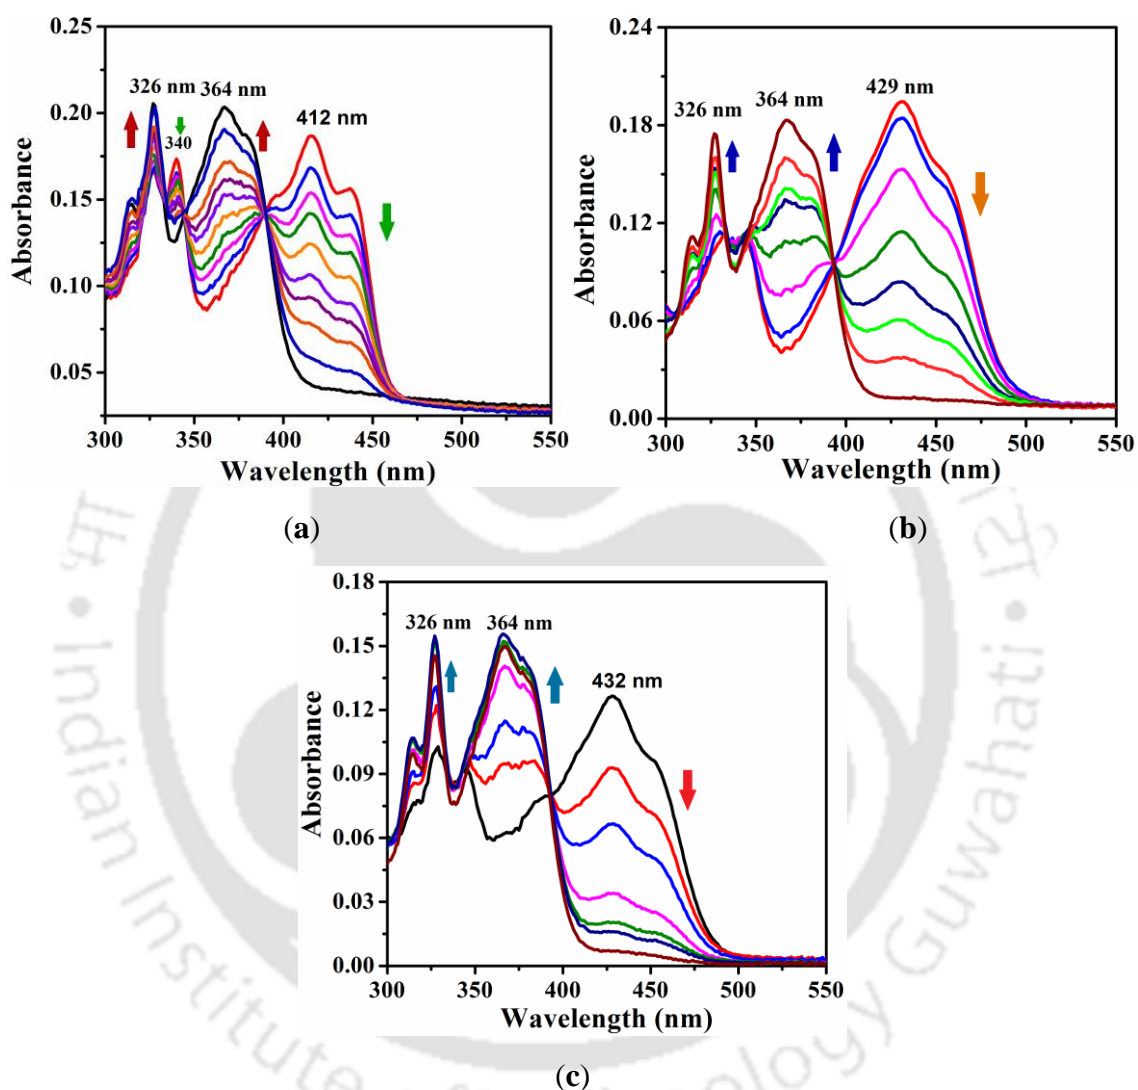 0.25
0.20
0.15
0.10
0.05
Absorbance
326 nm
364 nm
340
412 nm
300 350 400 450 500 550
Wavelength (nm)
(a)
0.24
0.18
0.12
0.06
0.00
Absorbance
326 nm
364 nm
429 nm
300 350 400 450 500 550
Wavelength (nm)
(b)
0.18
0.15
0.12
0.09
0.06
0.03
0.00
Absorbance
326 nm
364 nm
432 nm
300 350 400 450 500 550
Wavelength (nm)
(c)
Indian Institute of Technology Guwahati